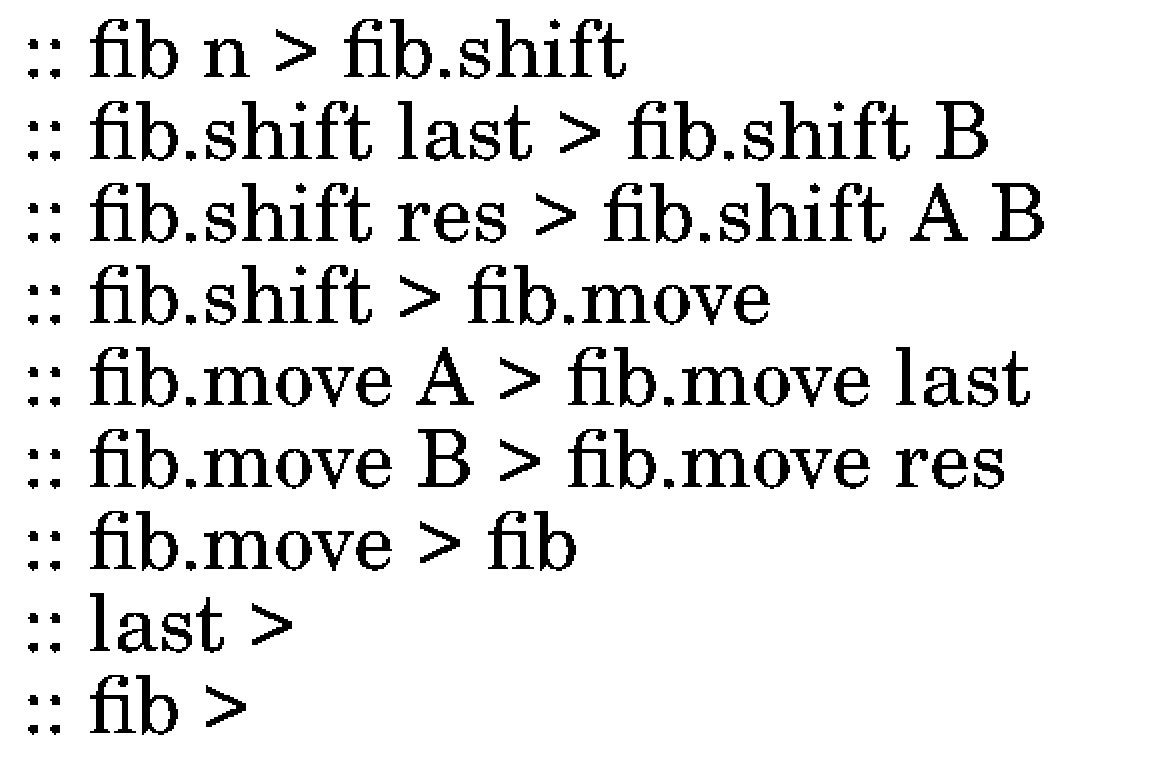 :: fib n > fib.shift
:: fib.shift last > fib.shift B
:: fib.shift res > fib.shift A B
:: fib.shift > fib.move
:: fib.move A > fib.move last
:: fib.move B > fib.move res
:: fib.move > fib
:: last >
:: fib >